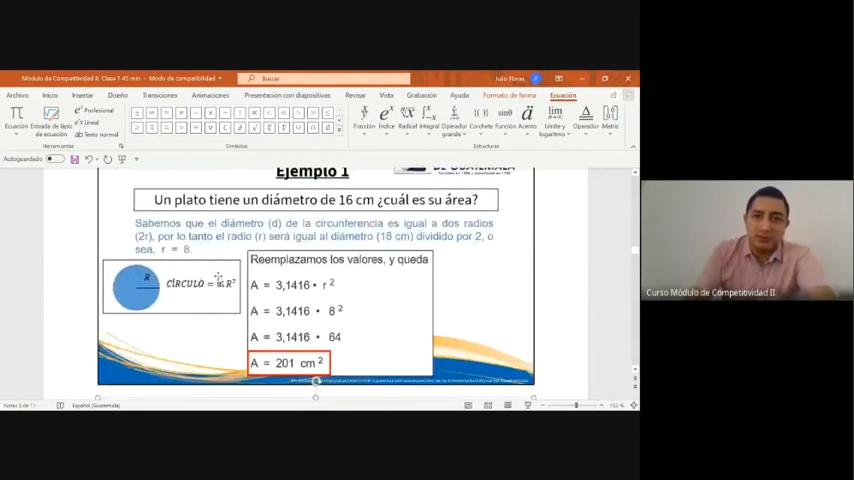 Módulo de Competitividad II, Clase 7 45 min - Modo de compatibilidad
Buscar
Julio Flores
Archivo Inicio Insertar Diseño Transiciones Animaciones Presentación con diapositivas Revisar Vista Grabación Ayuda Formato de forma Ecuación
Ecuación
Entrada de lápiz de ecuación
Profesional
Lineal
Texto normal
Fracción Índice Radical Integral Operador grande Corchete Función Acento Límite y logaritmo Operador Matriz
Herramientas
Símbolos
Estructuras
Autoguardado
Ejemplo 1
DE GUATEMALA
Un plato tiene un diámetro de 16 cm ¿cuál es su área?
Sabemos que el diámetro (d) de la circunferencia es igual a dos radios
(2r), por lo tanto el radio (r) será igual al diámetro (16 cm) dividido por 2, o
sea, r = 8.
R
CÍRCULO = R²
Reemplazamos los valores, y queda
A = 3,1416 • r ²
A = 3,1416 • 8 ²
A = 3,1416 • 64
A = 201 cm ²
Español (Guatemala)
Curso Módulo de Competitividad II